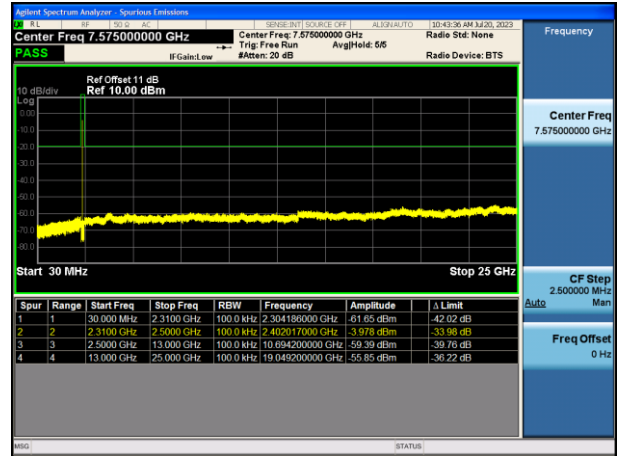 Agilent Spectrum Analyzer - Spurious Emissions
RL RF 50 Ω AC SENSE:INT SOURCE OFF ALIGNAUTO 10:43:36 AM Jul 20, 2023
Center Freq 7.575000000 GHz
Center Freq: 7.575000000 GHz
Radio Std: None
Trig: Free Run Avg|Hold: 5/5
PASS IFGain:Low #Atten: 20 dB Radio Device: BTS
Frequency
Ref Offset 11 dB
10 dB/div Ref 10.00 dBm
Log
0.00
-10.0
-20.0
-30.0
-40.0
-50.0
-60.0
-70.0
-80.0
Start 30 MHz Stop 25 GHz
Center Freq
7.575000000 GHz
CF Step
2.500000 MHz
Auto Man
Freq Offset
0 Hz
Spur Range Start Freq Stop Freq RBW Frequency Amplitude Δ Limit
1 1 30.000 MHz 2.3100 GHz 100.0 kHz 2.304186000 GHz -61.65 dBm -42.02 dB
2 2 2.3100 GHz 2.5000 GHz 100.0 kHz 2.402017000 GHz -3.978 dBm -33.98 dB
3 3 2.5000 GHz 13.000 GHz 100.0 kHz 10.694200000 GHz -59.39 dBm -39.76 dB
4 4 13.000 GHz 25.000 GHz 100.0 kHz 19.049200000 GHz -55.85 dBm -36.22 dB
MSG STATUS